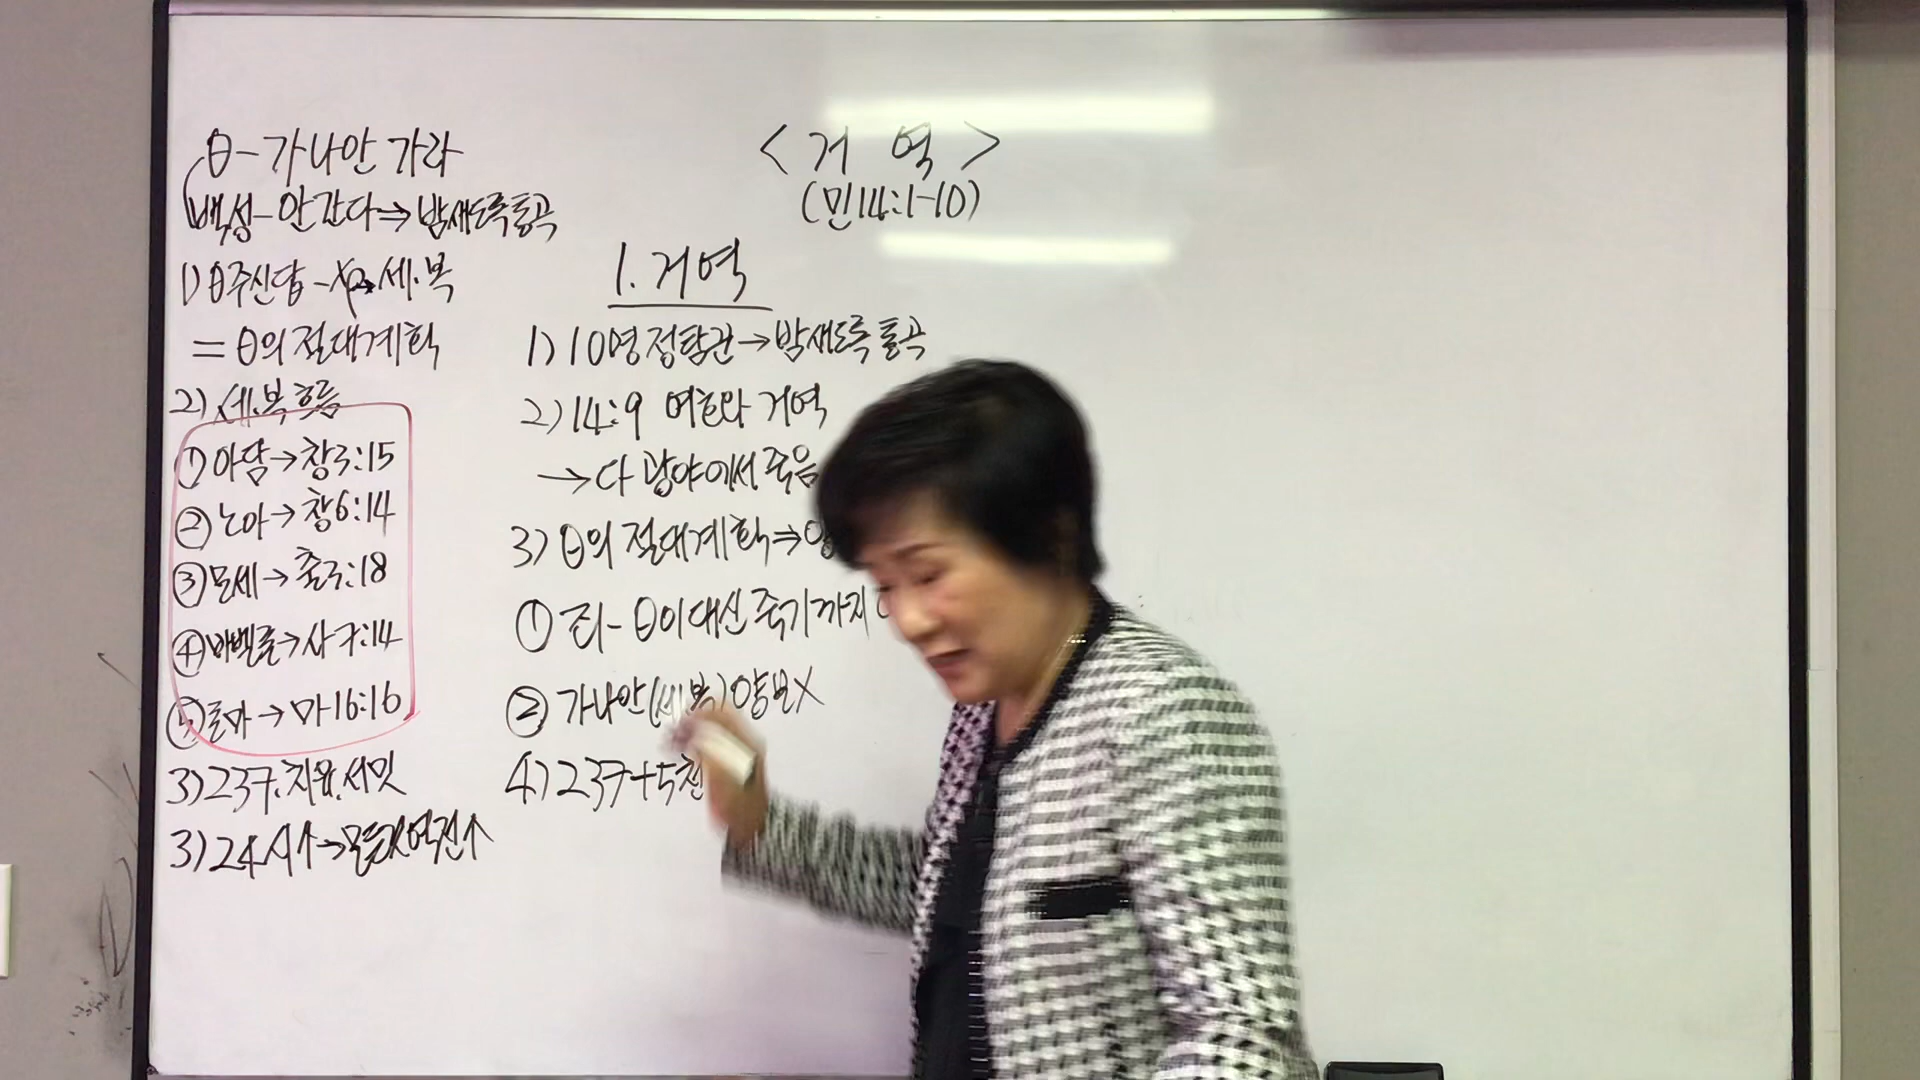 <거 역>
(민14:1-10)
θ-가나안 가라
백성-안간다⇒밤새도록통곡
1) θ주신답-세.복
=θ의 절대계획
2) 세.복흐름
①아담→창3:15
②노아→창6:14
③모세→출3:18
④바벨론→사7:14
⑤로마→마16:16
3)237.치유.서밋
3)24시↑→모든것역전↑
1. 거역
1) 10명정탐관→밤새도록통곡
2) 14:9 여호와 거역
→다 광야에서 죽음
3) θ의 절대계획⇒
① 죄-θ이대신 죽기까지
② 가나안(세.복)양보X
4) 237+5천